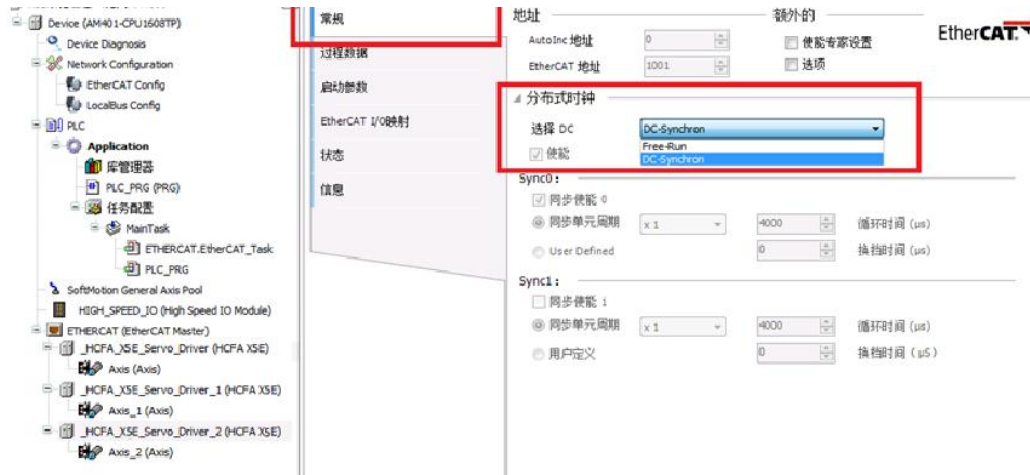 Device (AM401-CPU1608TP)
Device Diagnosis
Network Configuration
EtherCAT Config
LocalBus Config
PLC
Application
库管理器
PLC_PRG (PRG)
任务配置
MainTask
ETHERCAT.EtherCAT_Task
PLC_PRG
SoftMotion General Axis Pool
HIGH_SPEED_IO (High Speed IO Module)
ETHERCAT (EtherCAT Master)
_HCFA_X5E_Servo_Driver (HCFA X5E)
Axis (Axis)
_HCFA_X5E_Servo_Driver_1 (HCFA X5E)
Axis_1 (Axis)
_HCFA_X5E_Servo_Driver_2 (HCFA X5E)
Axis_2 (Axis)
常规
过程数据
启动参数
EtherCAT I/O映射
状态
信息
地址 额外的
AutoInc 地址 0 使能专家设置
EtherCAT 地址 1001 选项
EtherCAT.
分布式时钟
选择 DC DC-Synchron
Free-Run
使能 DC-Synchron
Sync0:
同步使能 0
同步单元周期 x 1 4000 循环时间 (μs)
User Defined 0 换档时间 (μs)
Sync1:
同步使能 1
同步单元周期 x 1 4000 循环时间 (μs)
用户定义 0 换档时间 (μS)